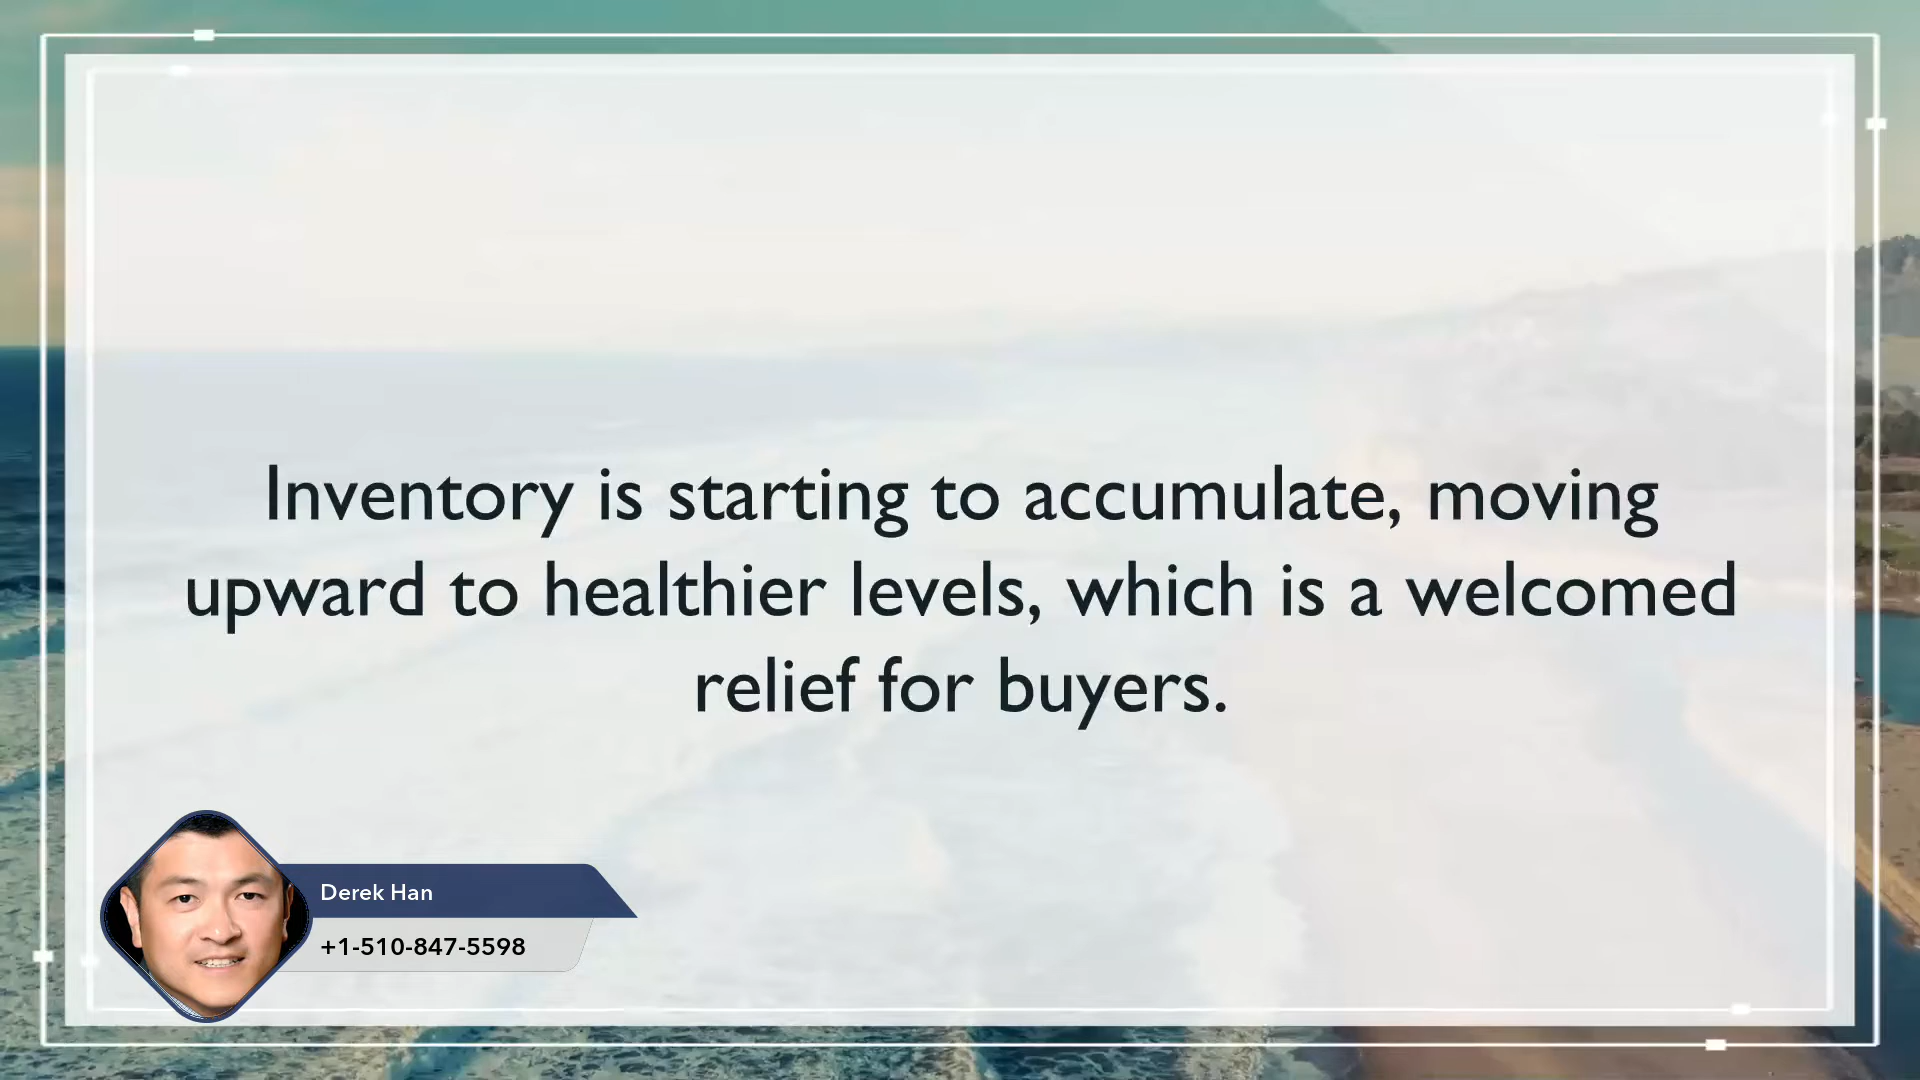 Inventory is starting to accumulate, moving
upward to healthier levels, which is a welcomed
relief for buyers.
Derek Han
+1-510-847-5598